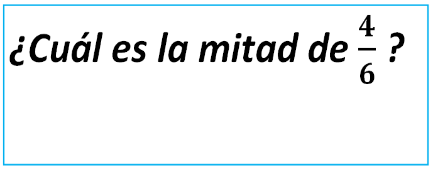 ¿Cuál es la mitad de 4/6 ?